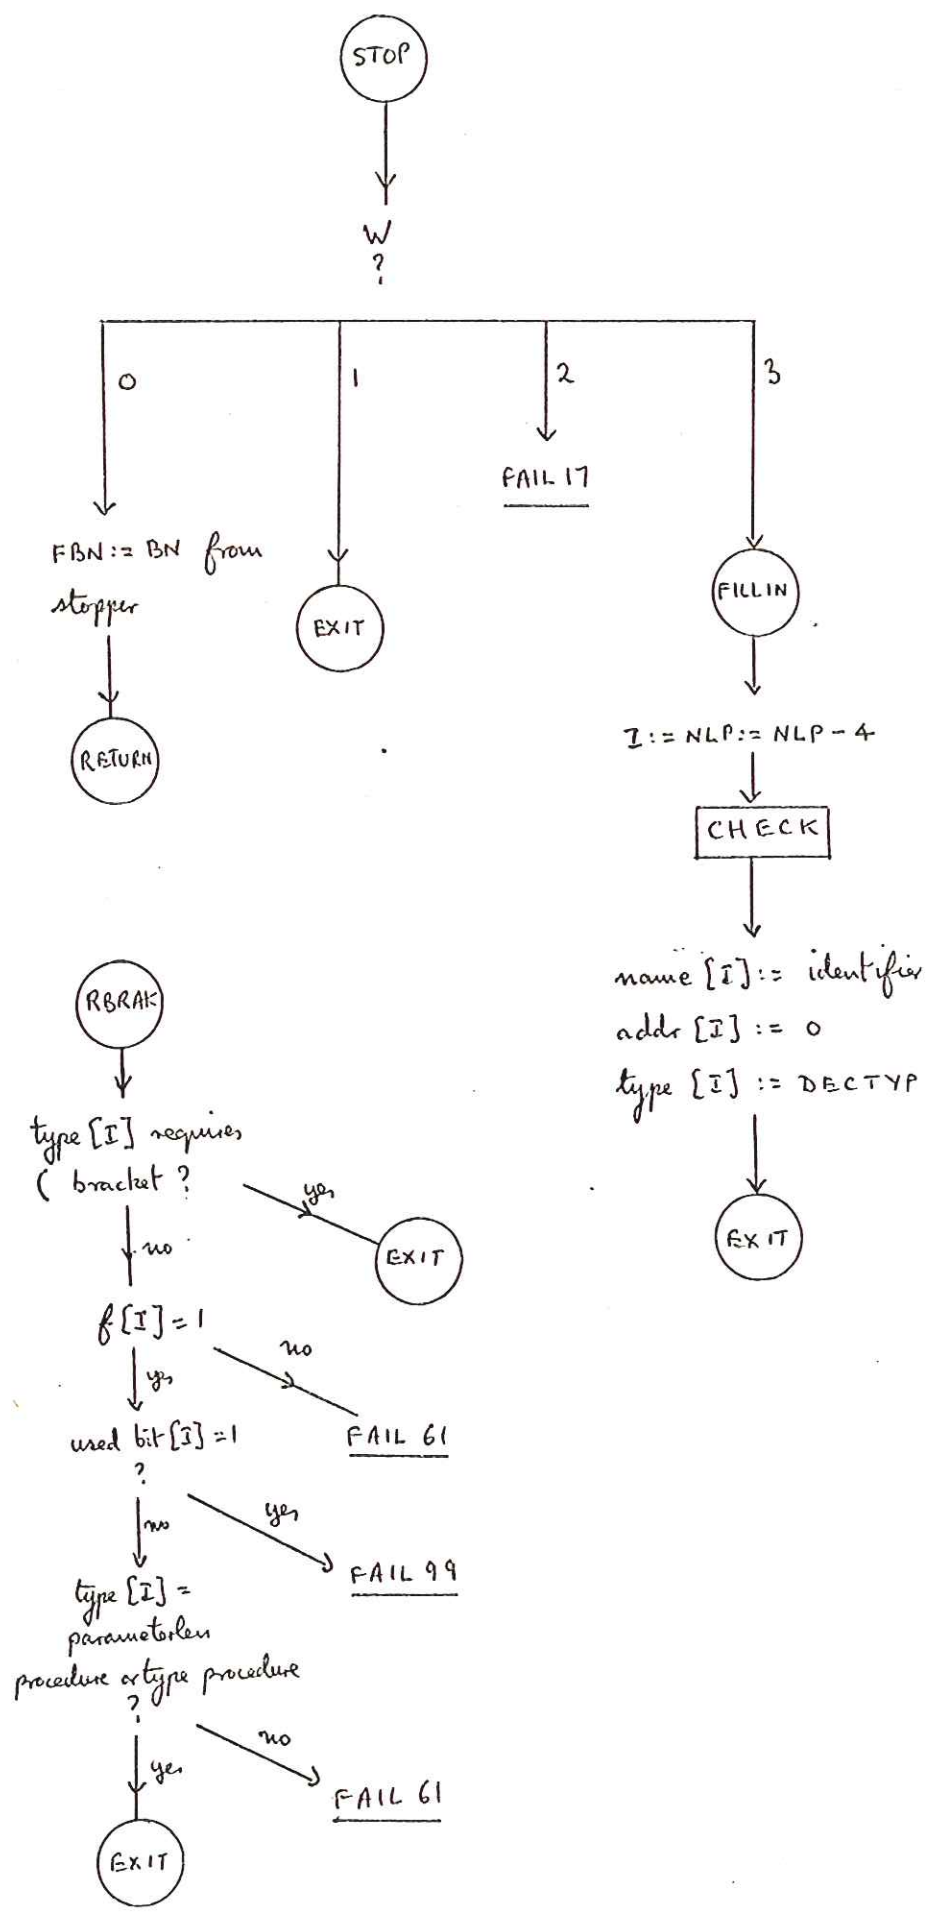 STOP
W
?
0
1
2
3
FAIL 17
FBN := BN from
stopper
RETURN
EXIT
FILLIN
I := NLP := NLP - 4
CHECK
name [I] := identifier
addr [I] := 0
type [I] := DECTYP
EXIT
RBRAK
type [I] requires
( bracket ?
yes
EXIT
no
f [I] = 1
no
yes
FAIL 61
used bit [I] = 1
?
yes
no
FAIL 99
type [I] =
parameterless
procedure or type procedure
?
no
yes
FAIL 61
EXIT